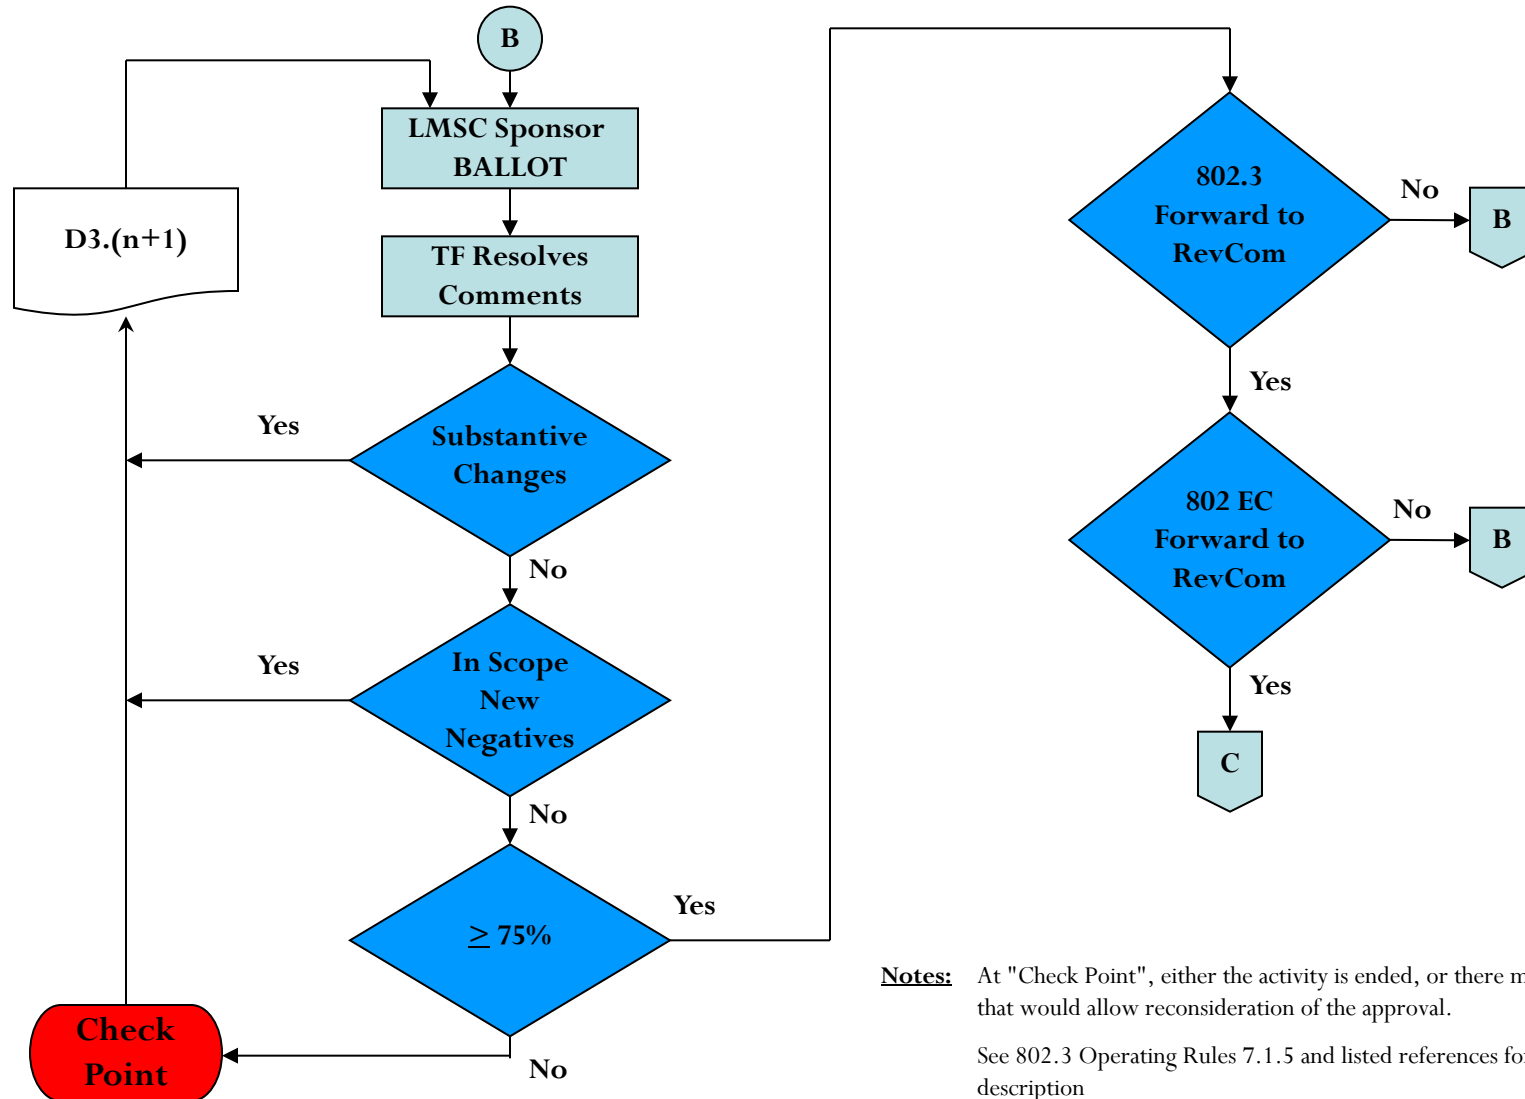 B
LMSC Sponsor
BALLOT
D3.(n+1)
TF Resolves
Comments
Yes
Substantive
Changes
No
Yes
In Scope
New
Negatives
No
≥ 75%
Yes
No
Check
Point
802.3
Forward to
RevCom
No
B
Yes
802 EC
Forward to
RevCom
No
B
Yes
C
Notes: At "Check Point", either the activity is ended, or there
that would allow reconsideration of the approval.
See 802.3 Operating Rules 7.1.5 and listed references
description